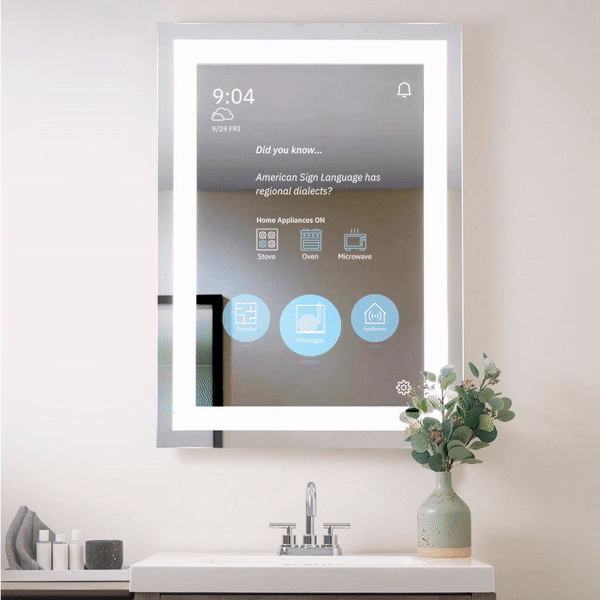 9:04
9/29 FRI
Did you know...
American Sign Language has
regional dialects?
Home Appliances ON
Stove
Oven
Microwave
Messages
Appliances